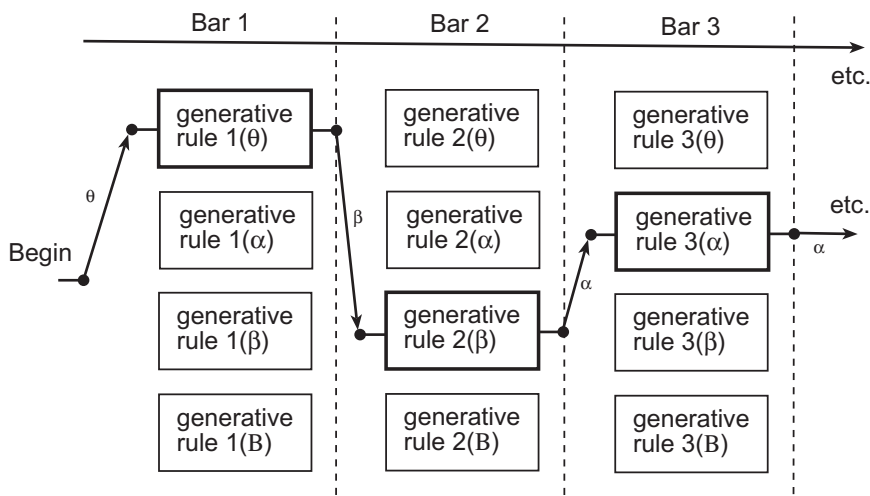 Bar 1
Bar 2
Bar 3
etc.
generative
rule 1(θ)
generative
rule 2(θ)
generative
rule 3(θ)
θ
β
generative
rule 1(α)
generative
rule 2(α)
generative
rule 3(α)
etc.
α
Begin
α
generative
rule 1(β)
generative
rule 2(β)
generative
rule 3(β)
generative
rule 1(B)
generative
rule 2(B)
generative
rule 3(B)